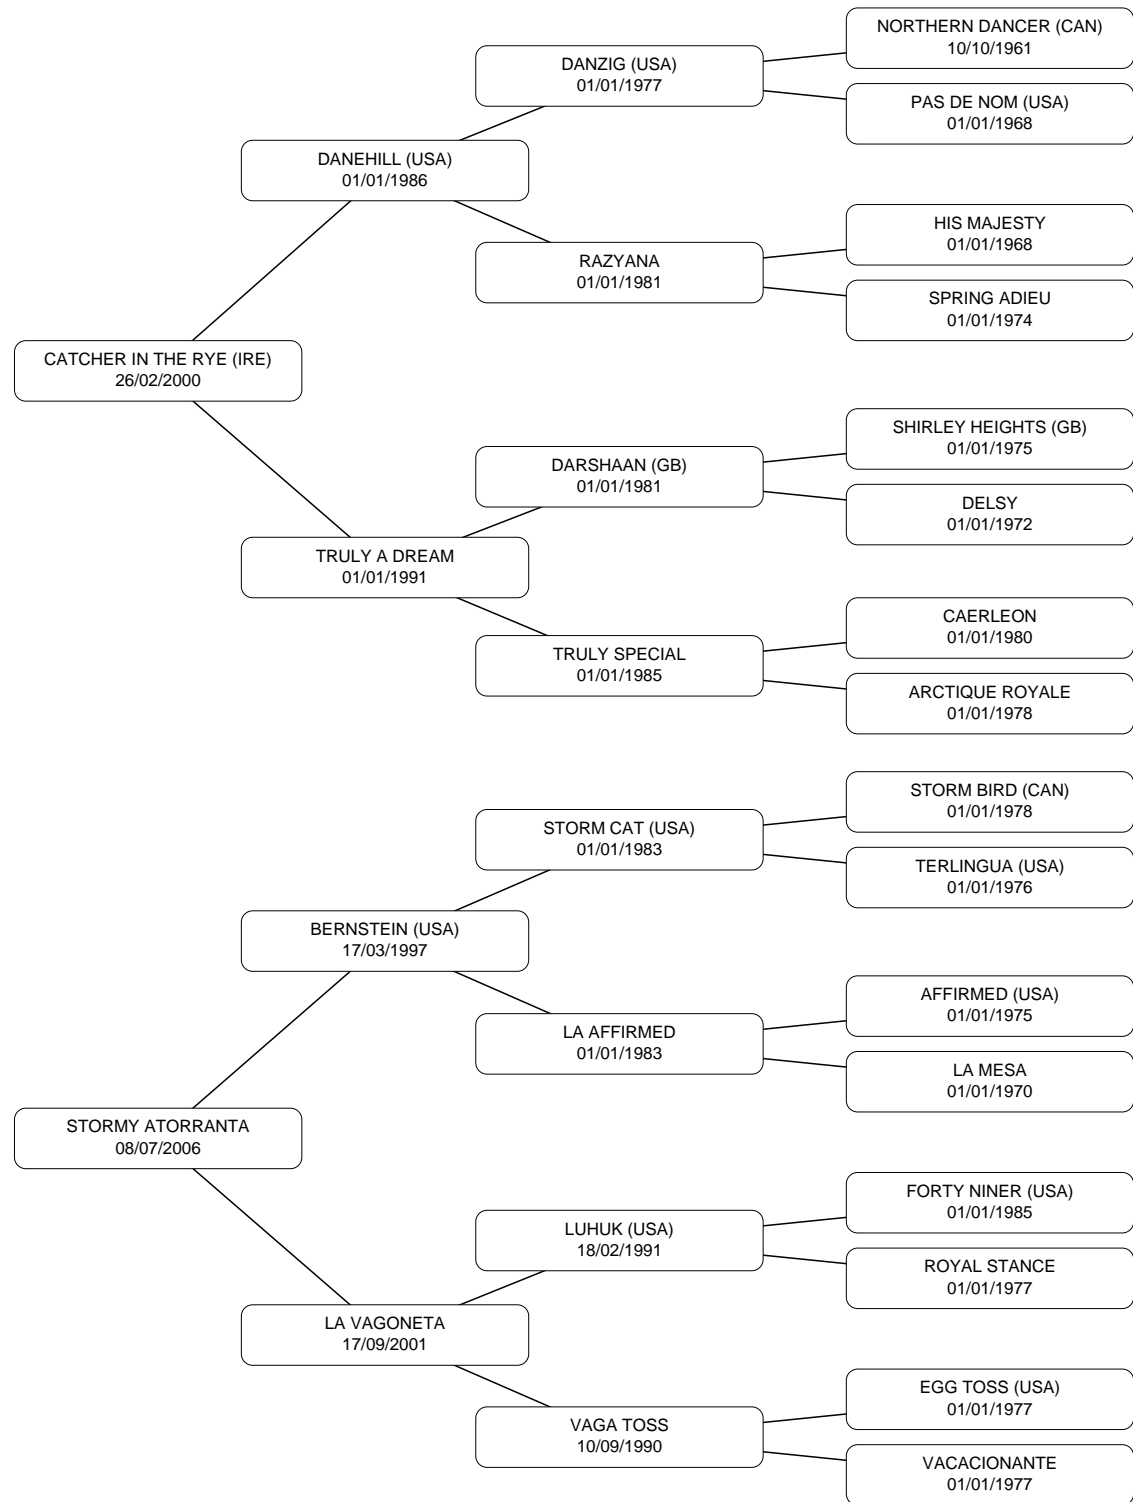 NORTHERN DANCER (CAN)
10/10/1961
DANZIG (USA)
01/01/1977
PAS DE NOM (USA)
01/01/1968
DANEHILL (USA)
01/01/1986
HIS MAJESTY
01/01/1968
RAZYANA
01/01/1981
SPRING ADIEU
01/01/1974
CATCHER IN THE RYE (IRE)
26/02/2000
SHIRLEY HEIGHTS (GB)
01/01/1975
DARSHAAN (GB)
01/01/1981
DELSY
01/01/1972
TRULY A DREAM
01/01/1991
CAERLEON
01/01/1980
TRULY SPECIAL
01/01/1985
ARCTIQUE ROYALE
01/01/1978
STORM BIRD (CAN)
01/01/1978
STORM CAT (USA)
01/01/1983
TERLINGUA (USA)
01/01/1976
BERNSTEIN (USA)
17/03/1997
AFFIRMED (USA)
01/01/1975
LA AFFIRMED
01/01/1983
LA MESA
01/01/1970
STORMY ATORRANTA
08/07/2006
FORTY NINER (USA)
01/01/1985
LUHUK (USA)
18/02/1991
ROYAL STANCE
01/01/1977
LA VAGONETA
17/09/2001
EGG TOSS (USA)
01/01/1977
VAGA TOSS
10/09/1990
VACACIONANTE
01/01/1977